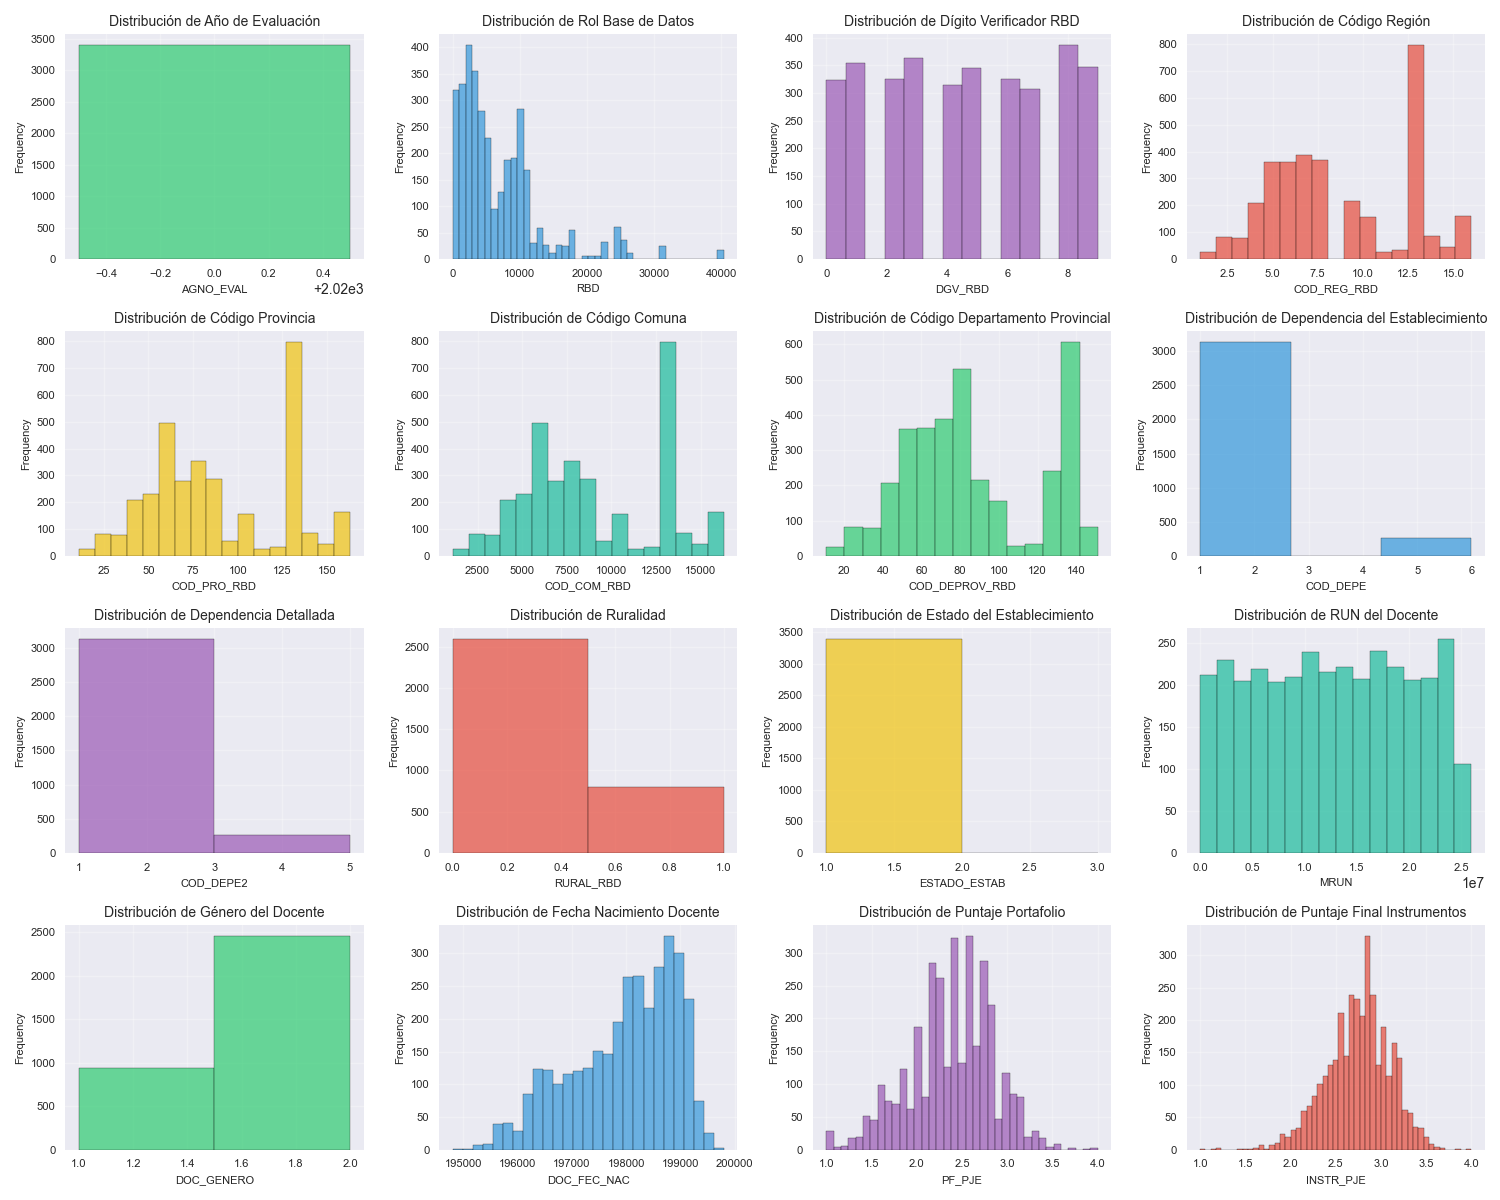 Distribución de Año de Evaluación
Frequency
0 500 1000 1500 2000 2500 3000 3500
−0.4 −0.2 0.0 0.2 0.4
+2.02e3
AGNO_EVAL
Distribución de Rol Base de Datos
Frequency
0 50 100 150 200 250 300 350 400
0 10000 20000 30000 40000
RBD
Distribución de Dígito Verificador RBD
Frequency
0 50 100 150 200 250 300 350 400
0 2 4 6 8
DGV_RBD
Distribución de Código Región
Frequency
0 100 200 300 400 500 600 700 800
2.5 5.0 7.5 10.0 12.5 15.0
COD_REG_RBD
Distribución de Código Provincia
Frequency
0 100 200 300 400 500 600 700 800
25 50 75 100 125 150
COD_PRO_RBD
Distribución de Código Comuna
Frequency
0 100 200 300 400 500 600 700 800
2500 5000 7500 10000 12500 15000
COD_COM_RBD
Distribución de Código Departamento Provincial
Frequency
0 100 200 300 400 500 600
20 40 60 80 100 120 140
COD_DEPROV_RBD
Distribución de Dependencia del Establecimiento
Frequency
0 500 1000 1500 2000 2500 3000
1 2 3 4 5 6
COD_DEPE
Distribución de Dependencia Detallada
Frequency
0 500 1000 1500 2000 2500 3000
1 2 3 4 5
COD_DEPE2
Distribución de Ruralidad
Frequency
0 500 1000 1500 2000 2500
0.0 0.2 0.4 0.6 0.8 1.0
RURAL_RBD
Distribución de Estado del Establecimiento
Frequency
0 500 1000 1500 2000 2500 3000 3500
1.0 1.5 2.0 2.5 3.0
ESTADO_ESTAB
Distribución de RUN del Docente
Frequency
0 50 100 150 200 250
0.0 0.5 1.0 1.5 2.0 2.5
1e7
MRUN
Distribución de Género del Docente
Frequency
0 500 1000 1500 2000 2500
1.0 1.2 1.4 1.6 1.8 2.0
DOC_GENERO
Distribución de Fecha Nacimiento Docente
Frequency
0 50 100 150 200 250 300
195000 196000 197000 198000 199000 200000
DOC_FEC_NAC
Distribución de Puntaje Portafolio
Frequency
0 50 100 150 200 250 300
1.0 1.5 2.0 2.5 3.0 3.5 4.0
PF_PJE
Distribución de Puntaje Final Instrumentos
Frequency
0 50 100 150 200 250 300
1.0 1.5 2.0 2.5 3.0 3.5 4.0
INSTR_PJE